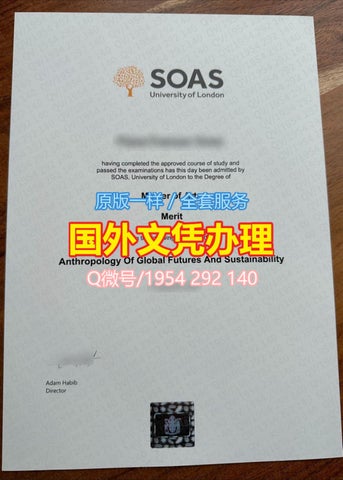 SOAS
University of London
having completed the approved course of study and
passed the examinations has this day been admitted by
SOAS, University of London to the Degree of
原版一样/全套服务
Merit
国外文凭办理
Anthropology Of Global Futures And Sustainability
Q微号/1954 292 140
Adam Habib
Director